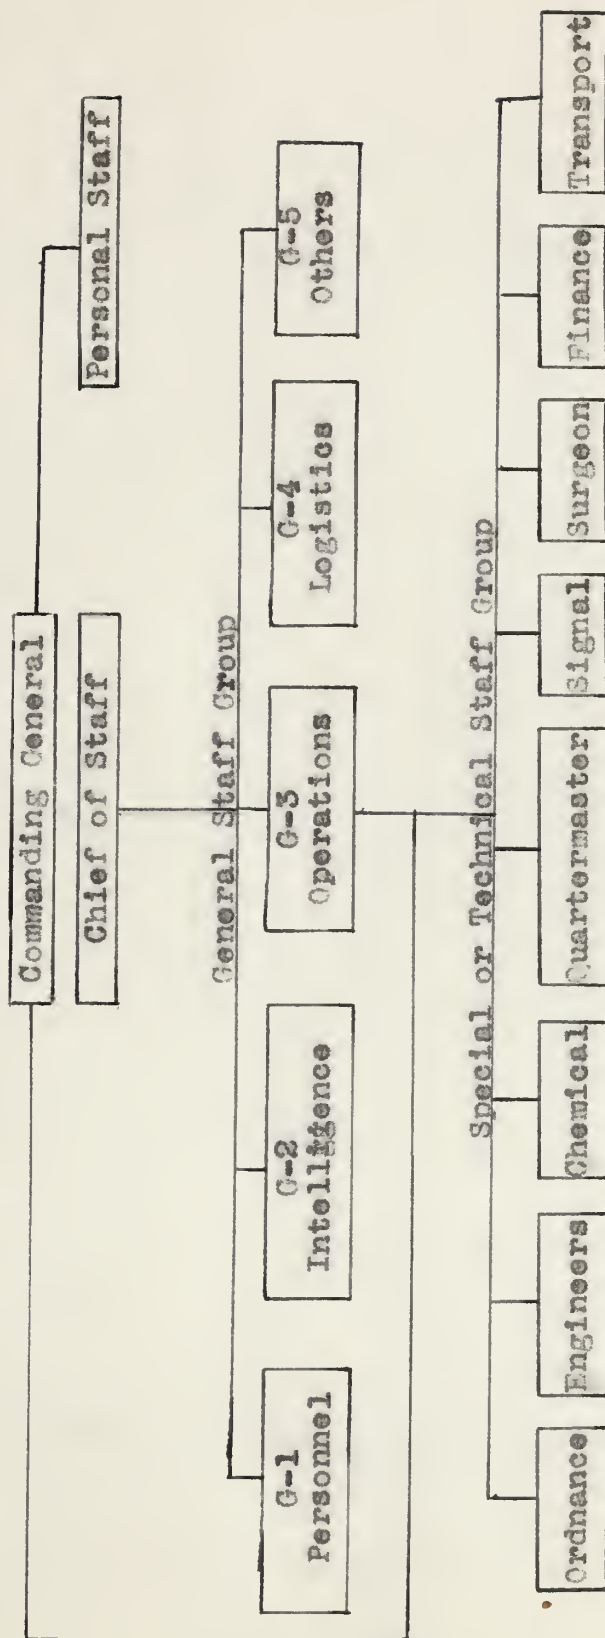 Commanding General
Personal Staff
Chief of Staff
General Staff Group
G-1
Personnel
G-2
Intelligence
G-3
Operations
G-4
Logistics
G-5
Others
Special or Technical Staff Group
Ordnance
Engineers
Chemical
Quartermaster
Signal
Surgeon
Finance
Transport